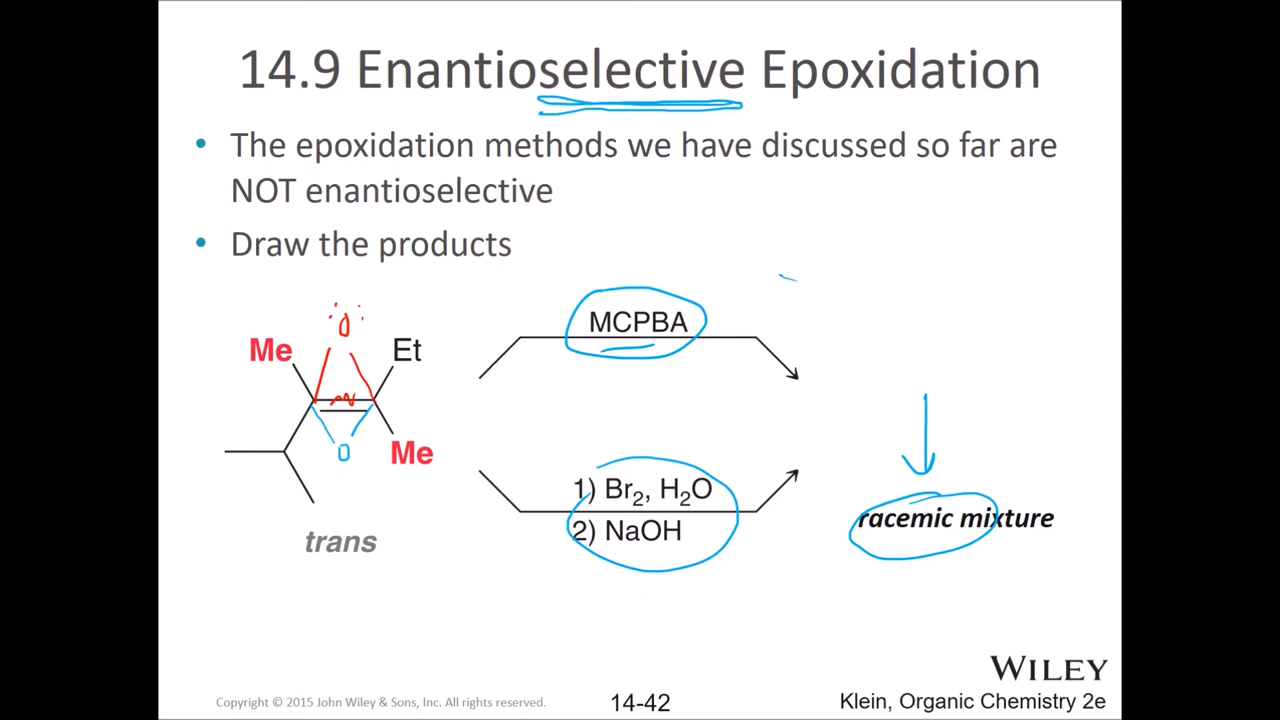 14.9 Enantioselective Epoxidation
• The epoxidation methods we have discussed so far are
NOT enantioselective
• Draw the products
O
Me
Et
MCPBA
O
Me
1) Br₂, H₂O
2) NaOH
racemic mixture
trans
WILEY
Copyright © 2015 John Wiley & Sons, Inc. All rights reserved.
14-42
Klein, Organic Chemistry 2e